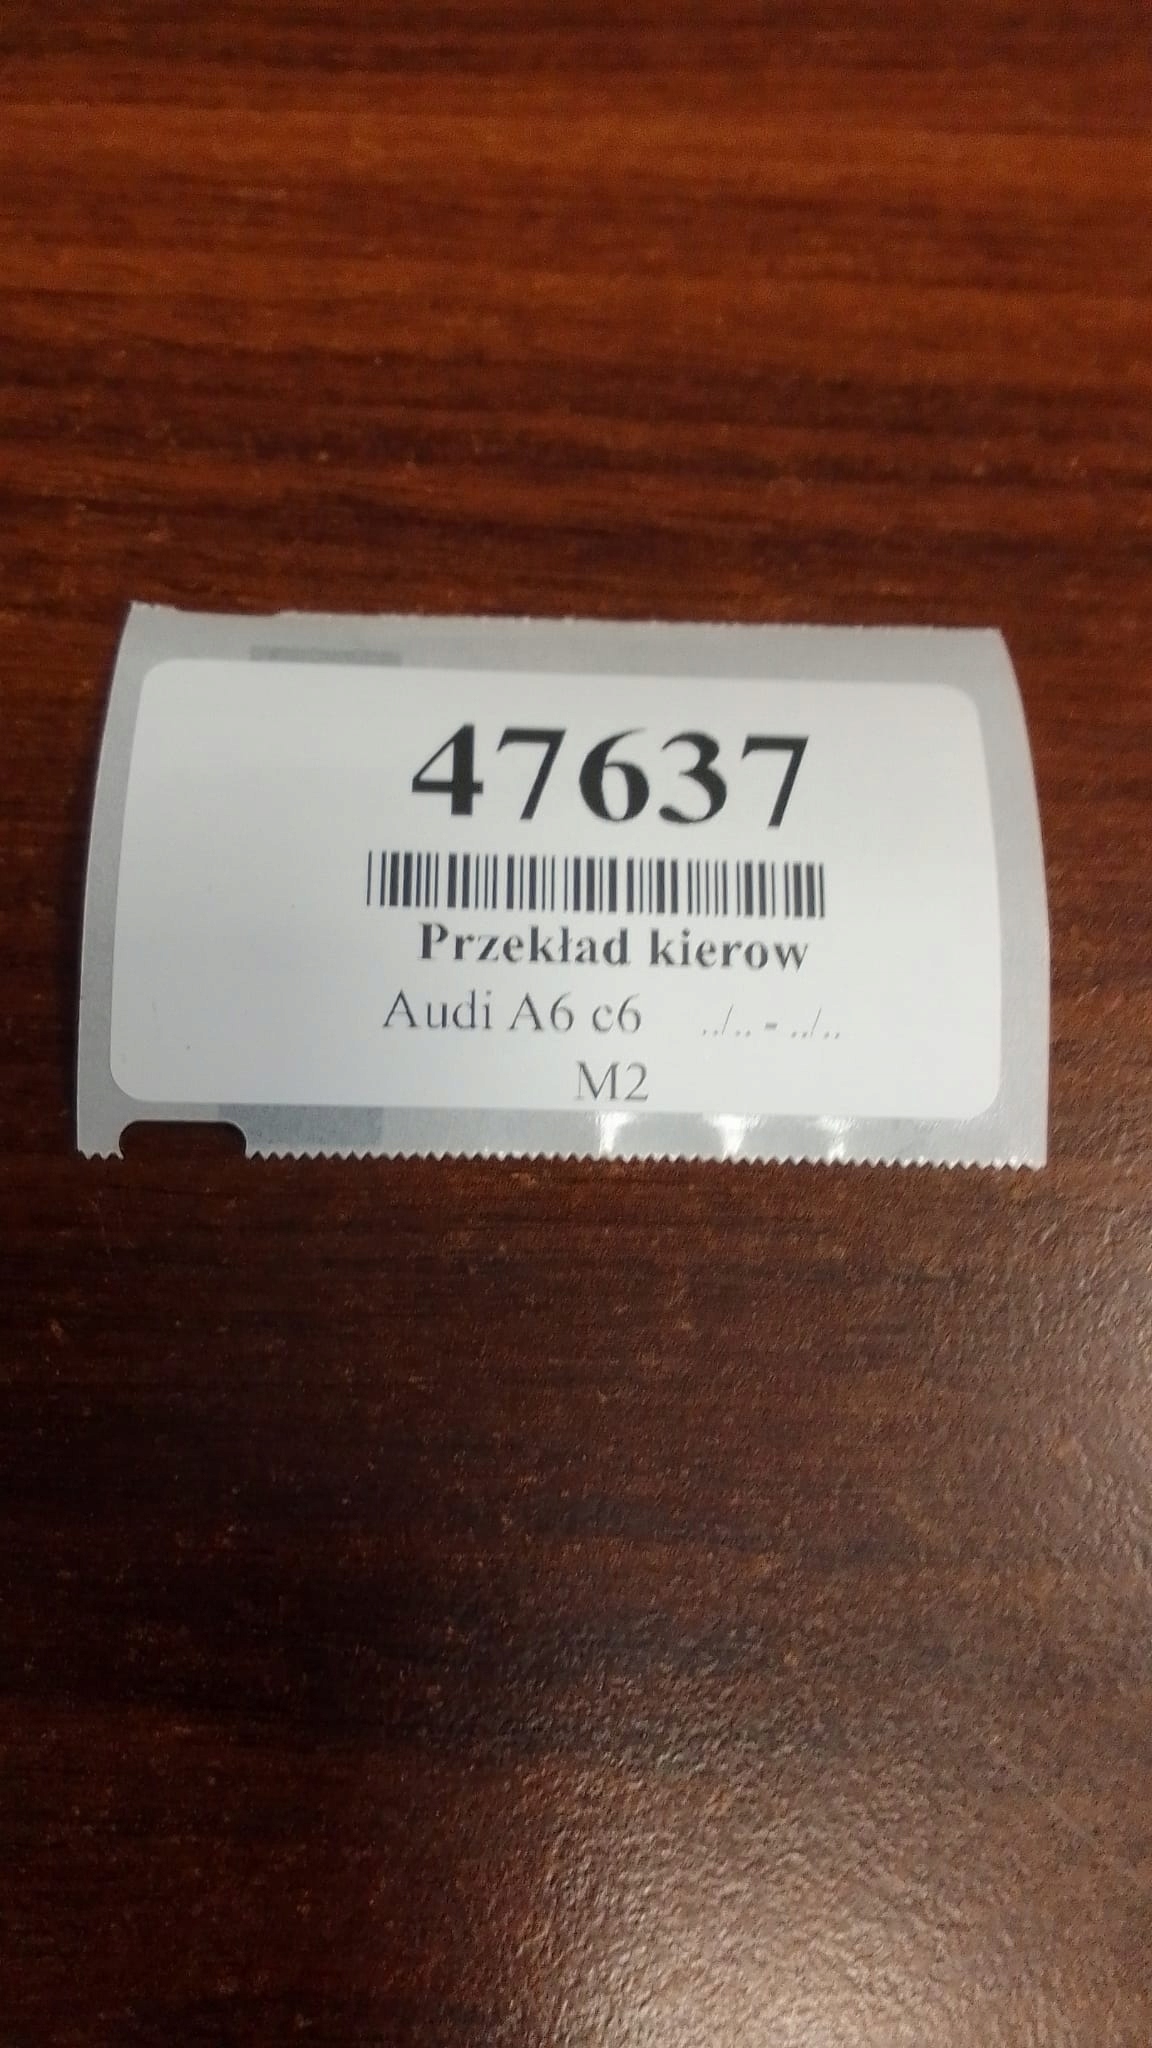 47637
Przekład kierow
Audi A6 c6 ../.. - ../..
M2